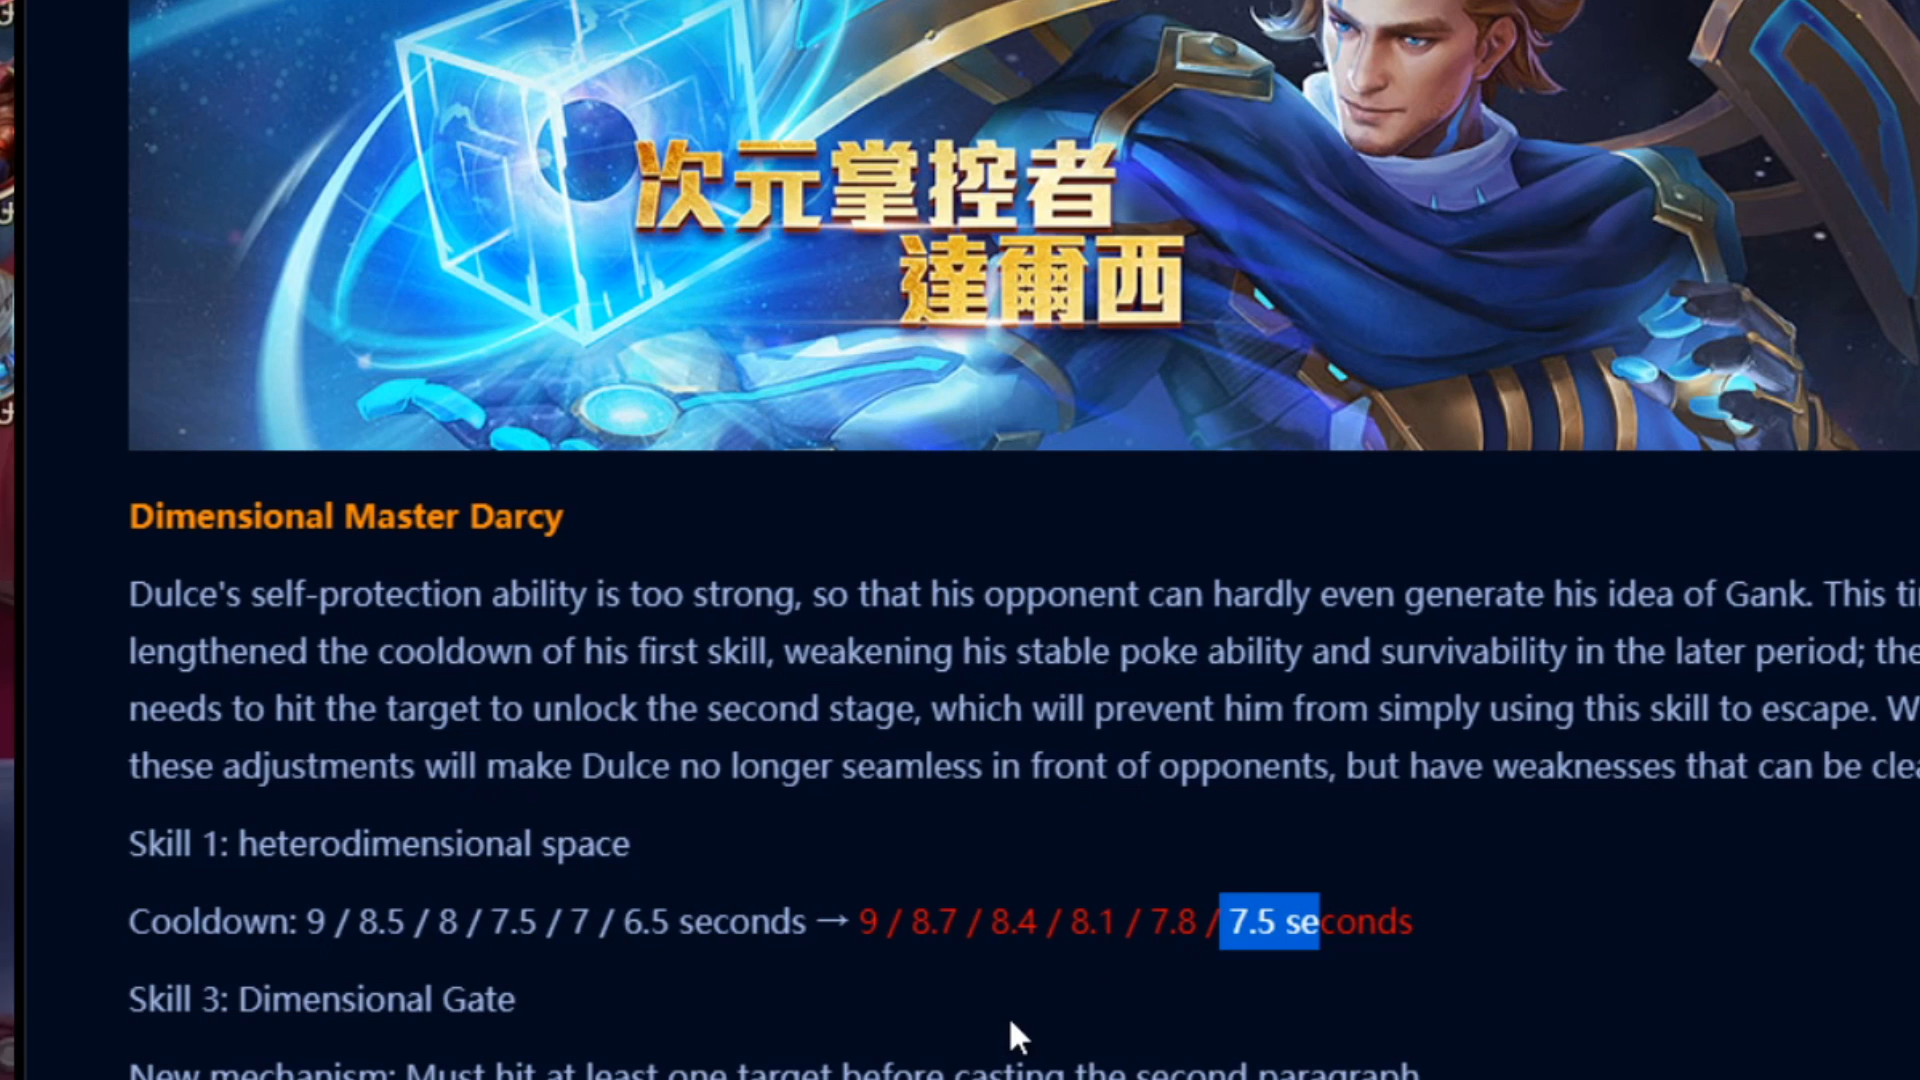 次元掌控者
達爾西
Dimensional Master Darcy
Dulce's self-protection ability is too strong, so that his opponent can hardly even generate his idea of Gank. This
lengthened the cooldown of his first skill, weakening his stable poke ability and survivability in the later period;
needs to hit the target to unlock the second stage, which will prevent him from simply using this skill to escape.
these adjustments will make Dulce no longer seamless in front of opponents, but have weaknesses that can be
Skill 1: heterodimensional space
Cooldown: 9 / 8.5 / 8 / 7.5 / 7 / 6.5 seconds → 9 / 8.7 / 8.4 / 8.1 / 7.8 / 7.5 seconds
Skill 3: Dimensional Gate
New mechanism: Must hit at least one target before casting the second paragraph